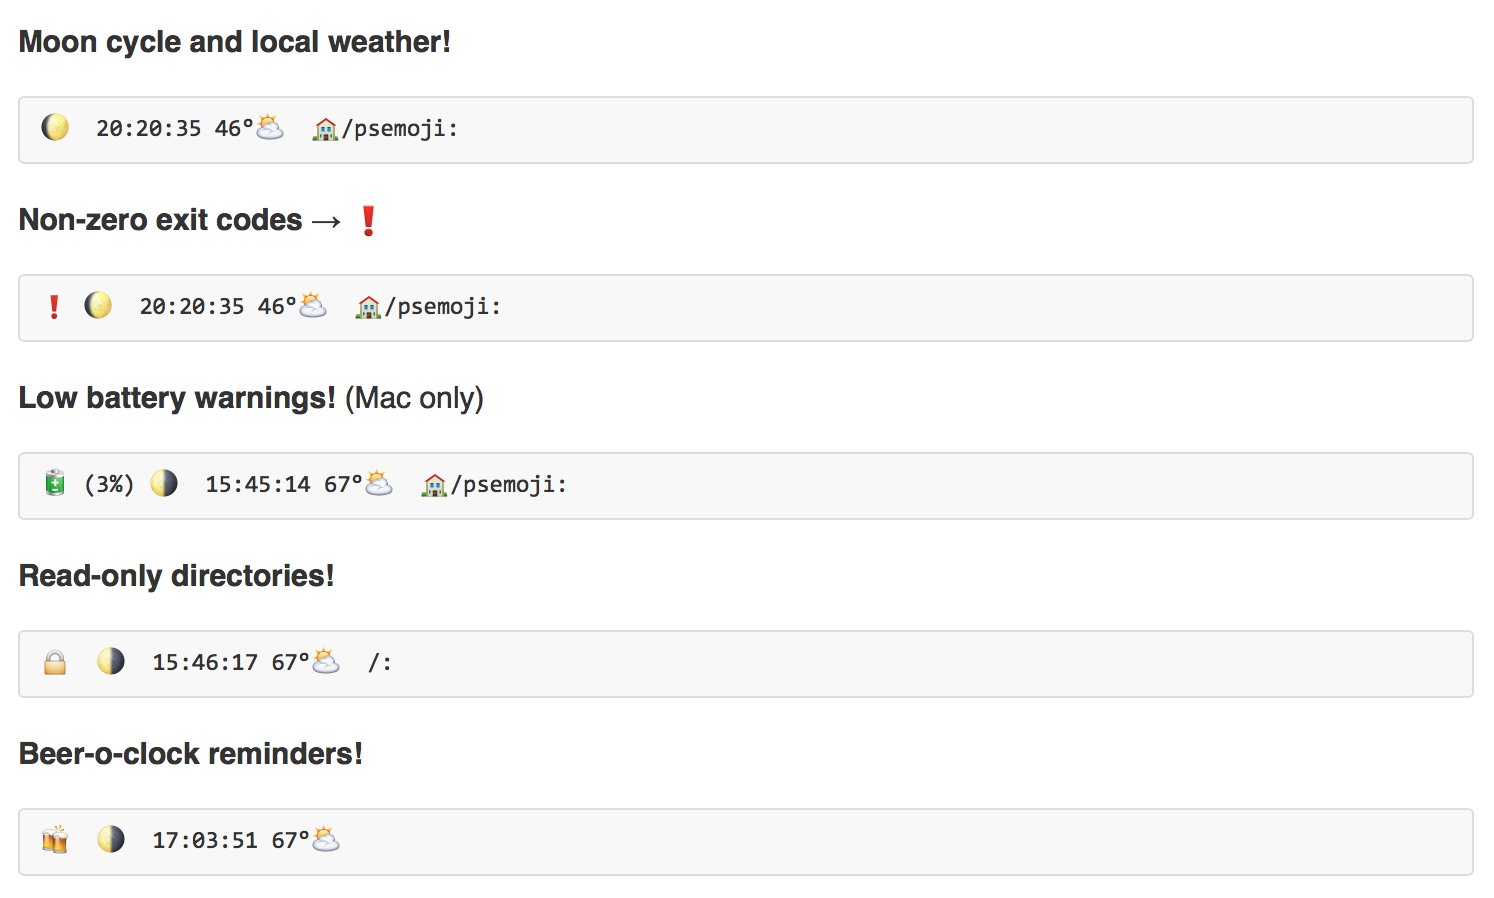 Moon cycle and local weather!
🌔 20:20:35 46°⛅ 🏠/psemoji:
Non-zero exit codes → ❗
❗ 🌔 20:20:35 46°⛅ 🏠/psemoji:
Low battery warnings! (Mac only)
🔋 (3%) 🌗 15:45:14 67°⛅ 🏠/psemoji:
Read-only directories!
🔒 🌗 15:46:17 67°⛅ /:
Beer-o-clock reminders!
🍻 🌗 17:03:51 67°⛅